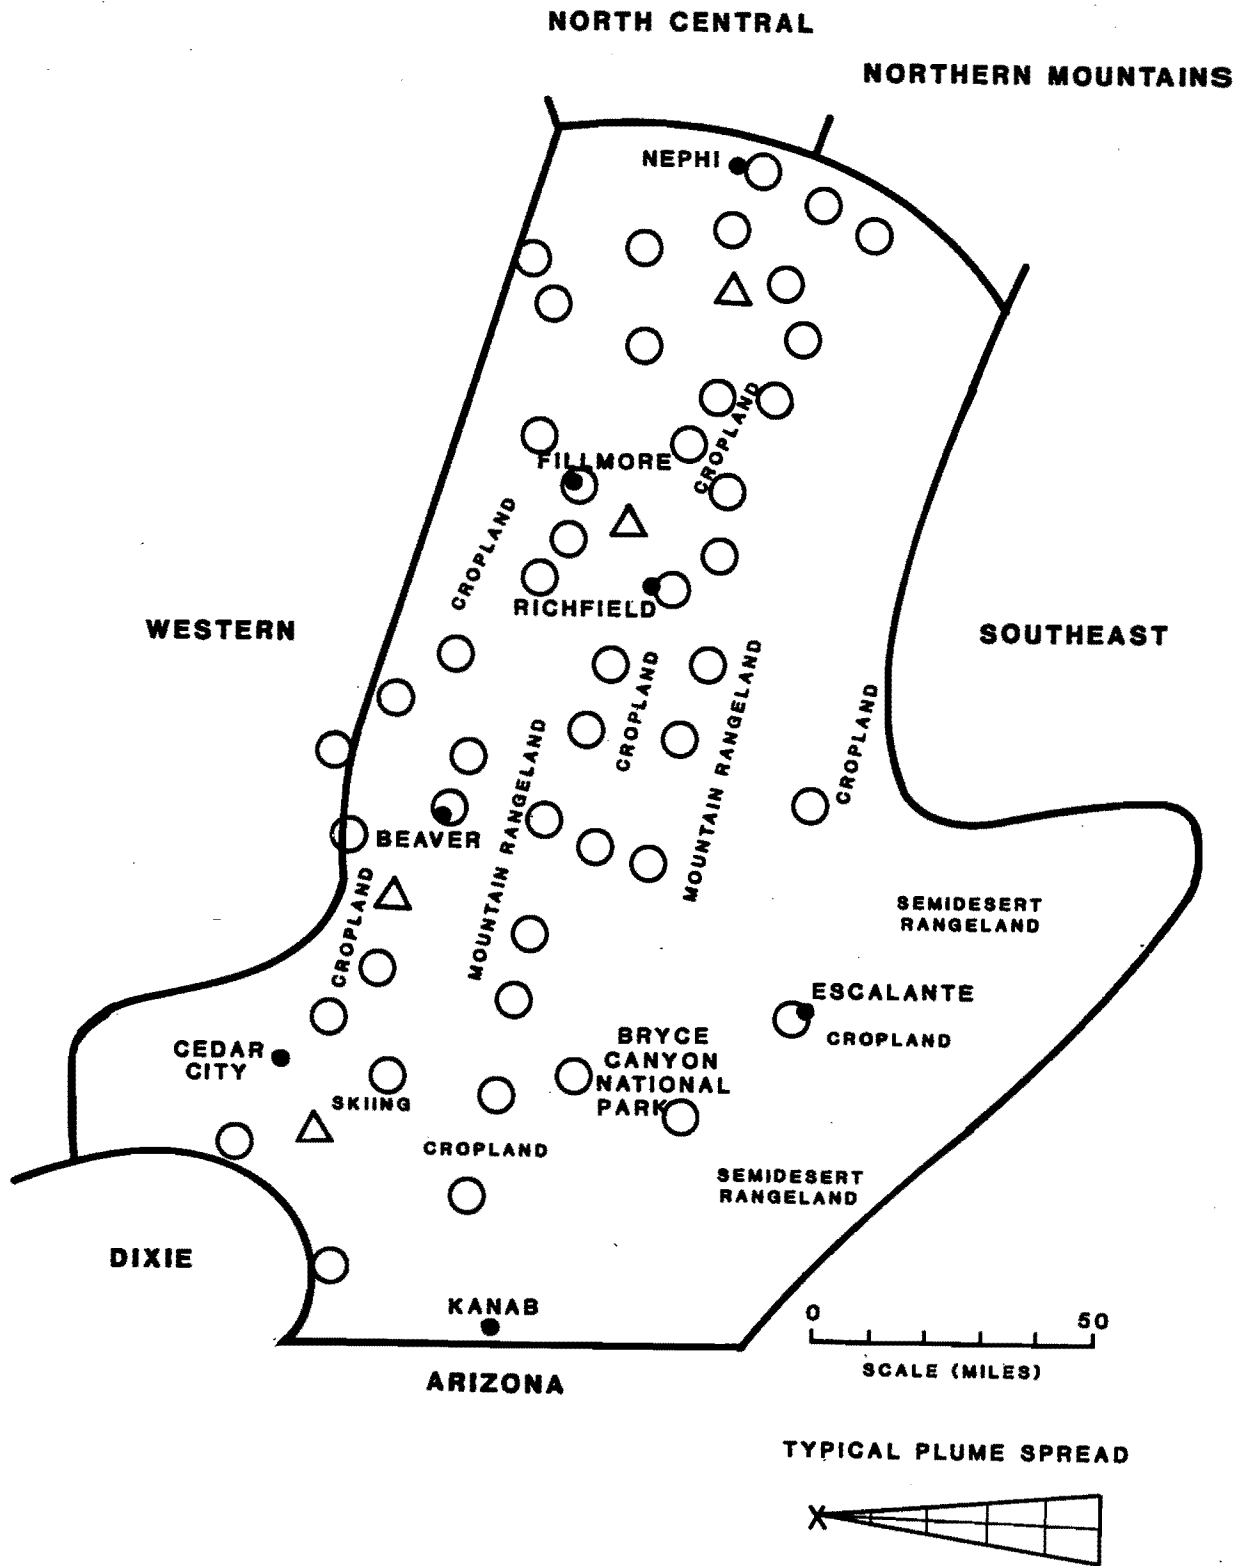 NORTH CENTRAL
NORTHERN MOUNTAINS
NEPHI
CROPLAND
FILLMORE
CROPLAND
RICHFIELD
WESTERN
SOUTHEAST
CROPLAND
MOUNTAIN RANGELAND
CROPLAND
MOUNTAIN RANGELAND
BEAVER
CROPLAND
SEMIDESERT
RANGELAND
ESCALANTE
CROPLAND
BRYCE
CANYON
NATIONAL
PARK
CEDAR
CITY
SKIING
CROPLAND
SEMIDESERT
RANGELAND
DIXIE
KANAB
ARIZONA
0 50
SCALE (MILES)
TYPICAL PLUME SPREAD
X